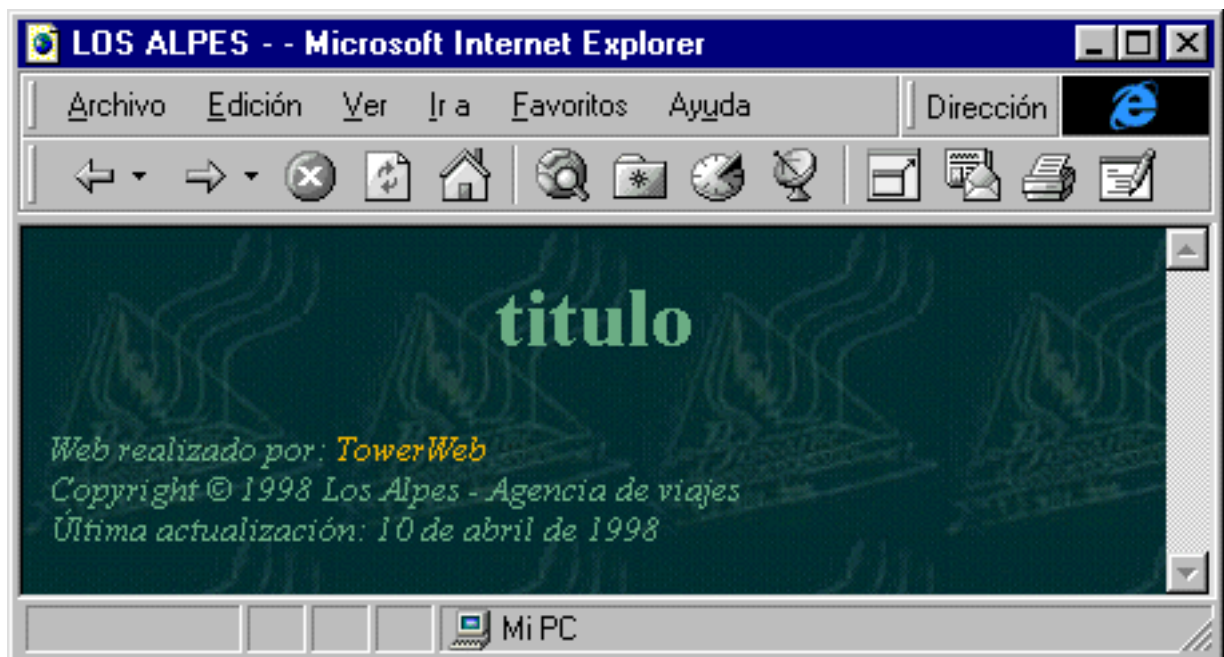 LOS ALPES - - Microsoft Internet Explorer
Archivo Edición Ver Ir a Favoritos Ayuda Dirección
titulo
Web realizado por: TowerWeb
Copyright © 1998 Los Alpes - Agencia de viajes
Última actualización: 10 de abril de 1998
Mi PC